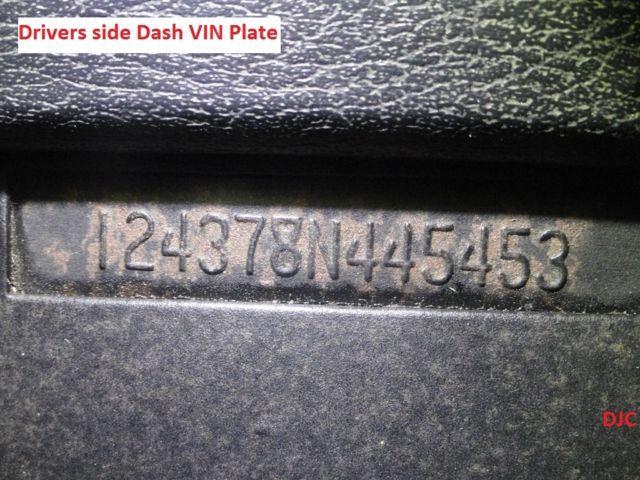 Drivers side Dash VIN Plate
124378N445453
DJC